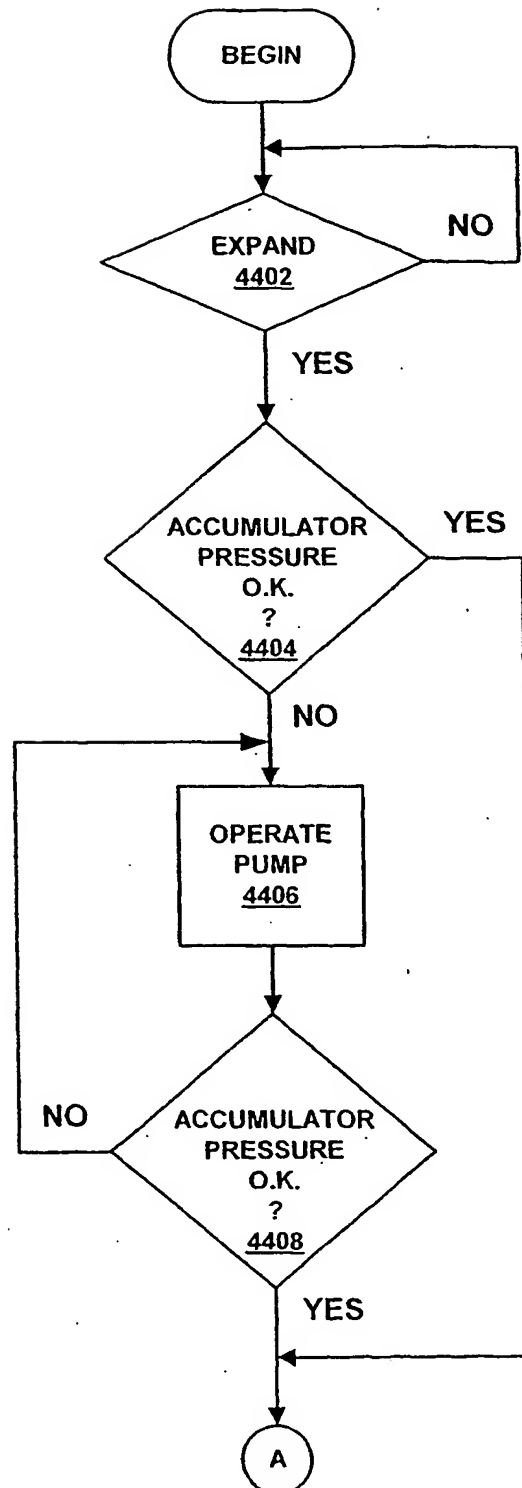 BEGIN
NO
EXPAND
4402
YES
ACCUMULATOR
PRESSURE
O.K.
?
4404
YES
NO
OPERATE
PUMP
4406
NO
ACCUMULATOR
PRESSURE
O.K.
?
4408
YES
A